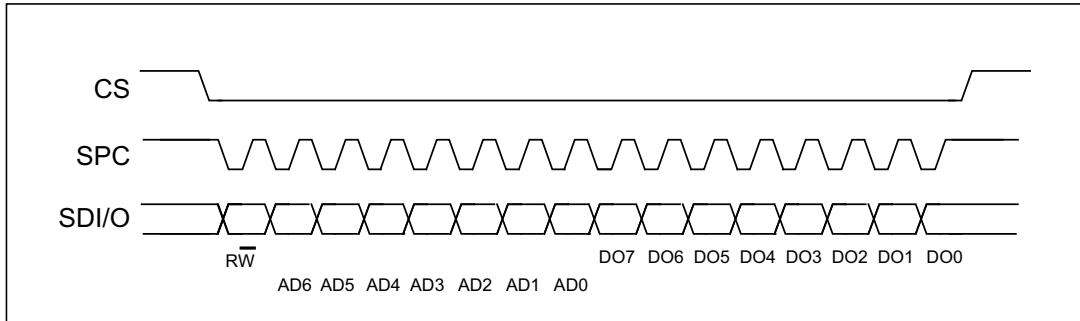 CS
SPC
SDI/O
RW̅
DO7 DO6 DO5 DO4 DO3 DO2 DO1 DO0
AD6 AD5 AD4 AD3 AD2 AD1 AD0